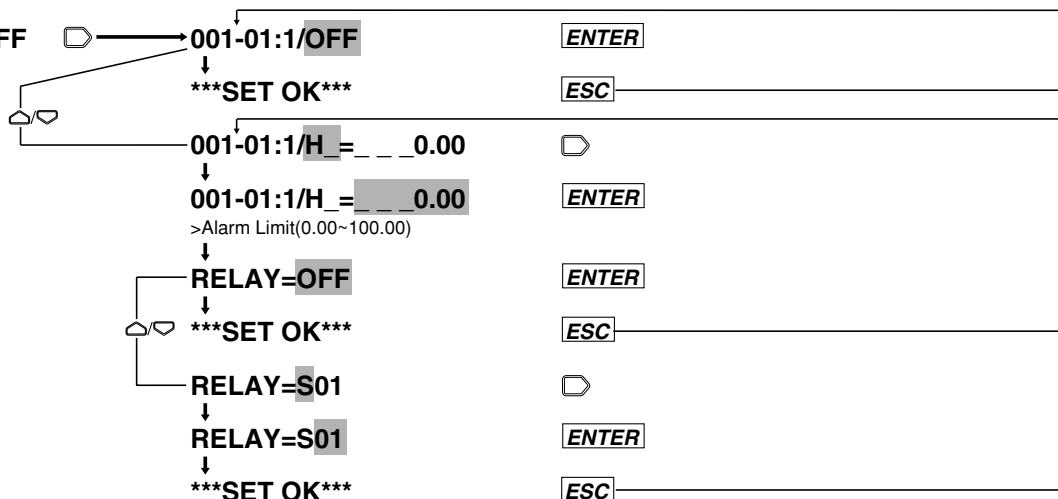 FF 001-01:1/OFF ENTER
***SET OK*** ESC
001-01:1/H_=_ _ _0.00
001-01:1/H_=_ _ _0.00 ENTER
>Alarm Limit(0.00~100.00)
RELAY=OFF ENTER
/
***SET OK*** ESC
RELAY=S01
RELAY=S01 ENTER
***SET OK*** ESC